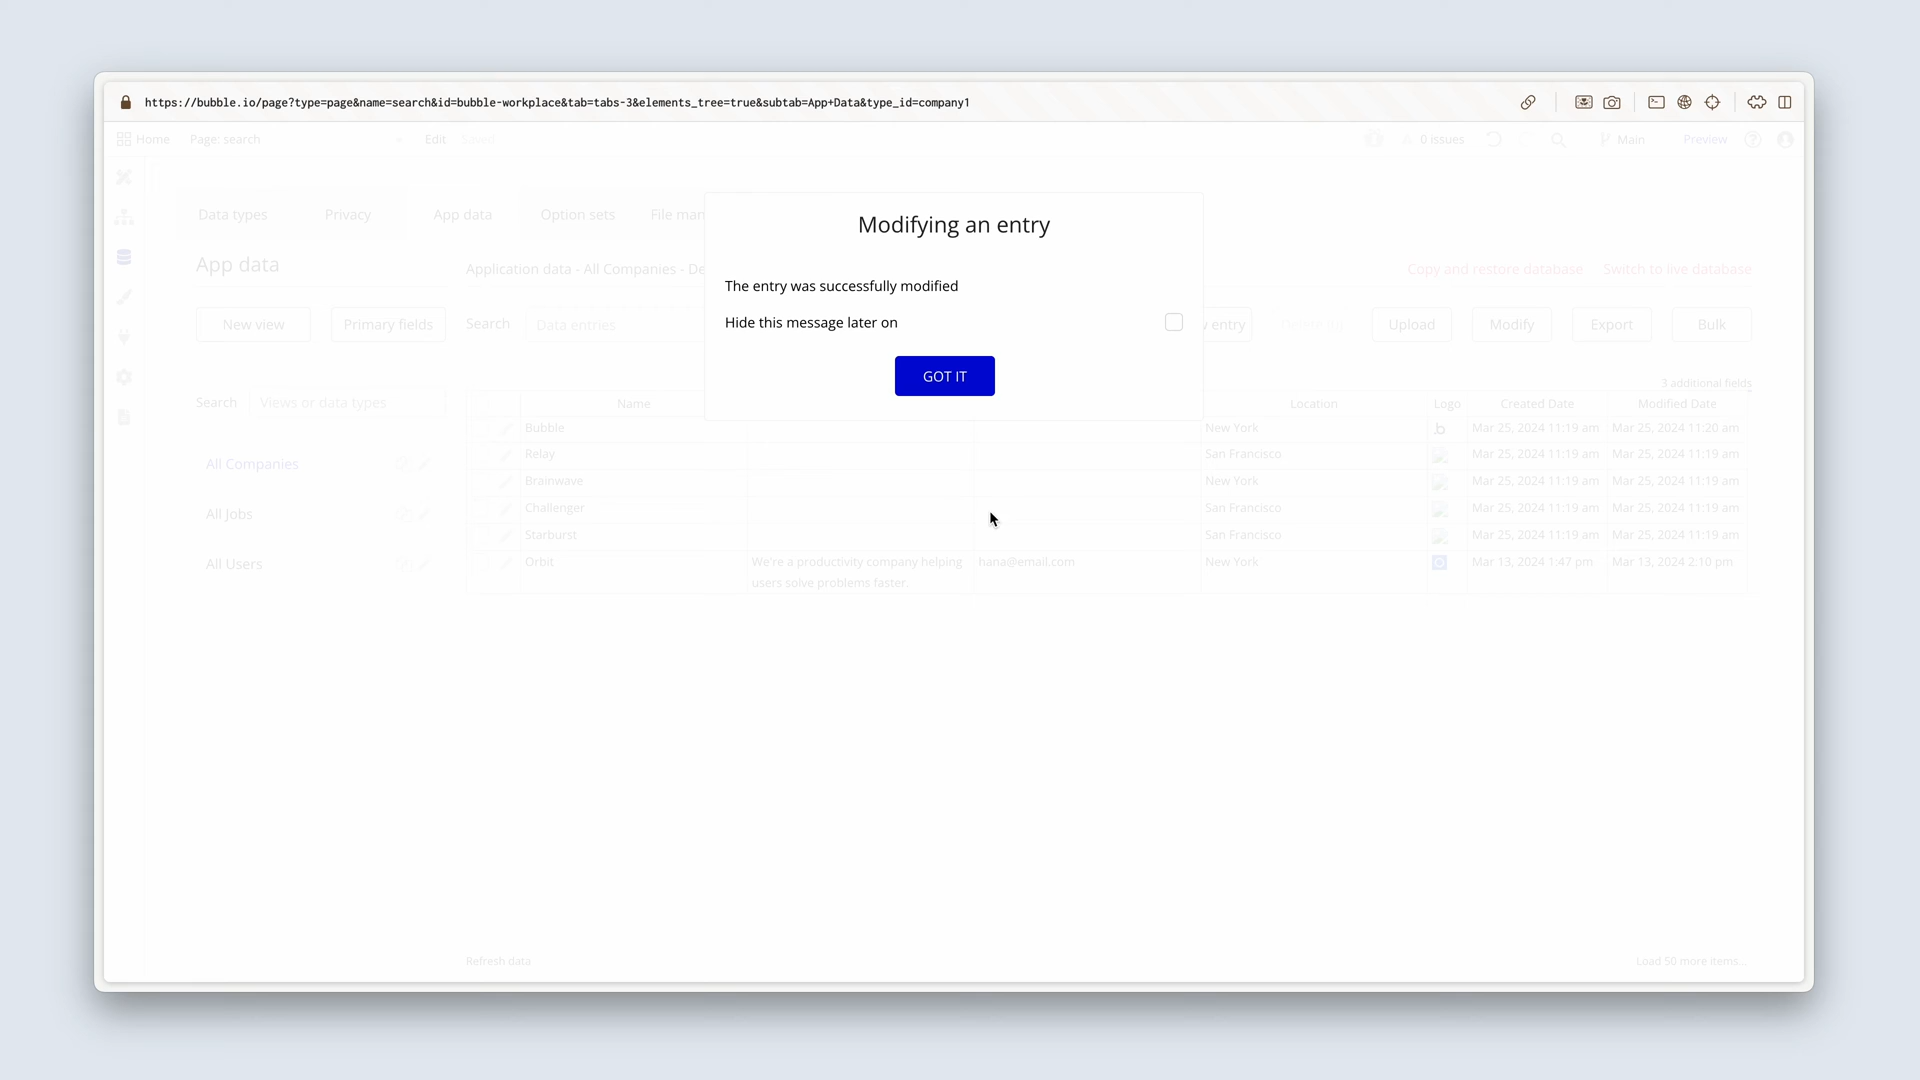 https://bubble.io/page?type=page&name=search&id=bubble-workplace&tab=tabs-3&elements_tree=true&subtab=App+Data&type_id=company1
Home Page: search Edit Saved 0 issues Main Preview
Data types Privacy App data Option sets File man
Modifying an entry
App data Application data - All Companies - De Copy and restore database Switch to live database
The entry was successfully modified
Hide this message later on
New view Primary fields Search Data entries entry Upload Modify Export Bulk
GOT IT
3 additional fields
Search Views or data types
Name Location Logo Created Date Modified Date
Bubble New York b Mar 25, 2024 11:19 am Mar 25, 2024 11:20 am
Relay San Francisco Mar 25, 2024 11:19 am Mar 25, 2024 11:19 am
All Companies
Brainwave New York Mar 25, 2024 11:19 am Mar 25, 2024 11:19 am
Challenger San Francisco Mar 25, 2024 11:19 am Mar 25, 2024 11:19 am
All Jobs
Starburst San Francisco Mar 25, 2024 11:19 am Mar 25, 2024 11:19 am
All Users
Orbit We're a productivity company helping hana@email.com New York Mar 13, 2024 1:47 pm Mar 13, 2024 2:10 pm
users solve problems faster.
Refresh data Load 50 more items...